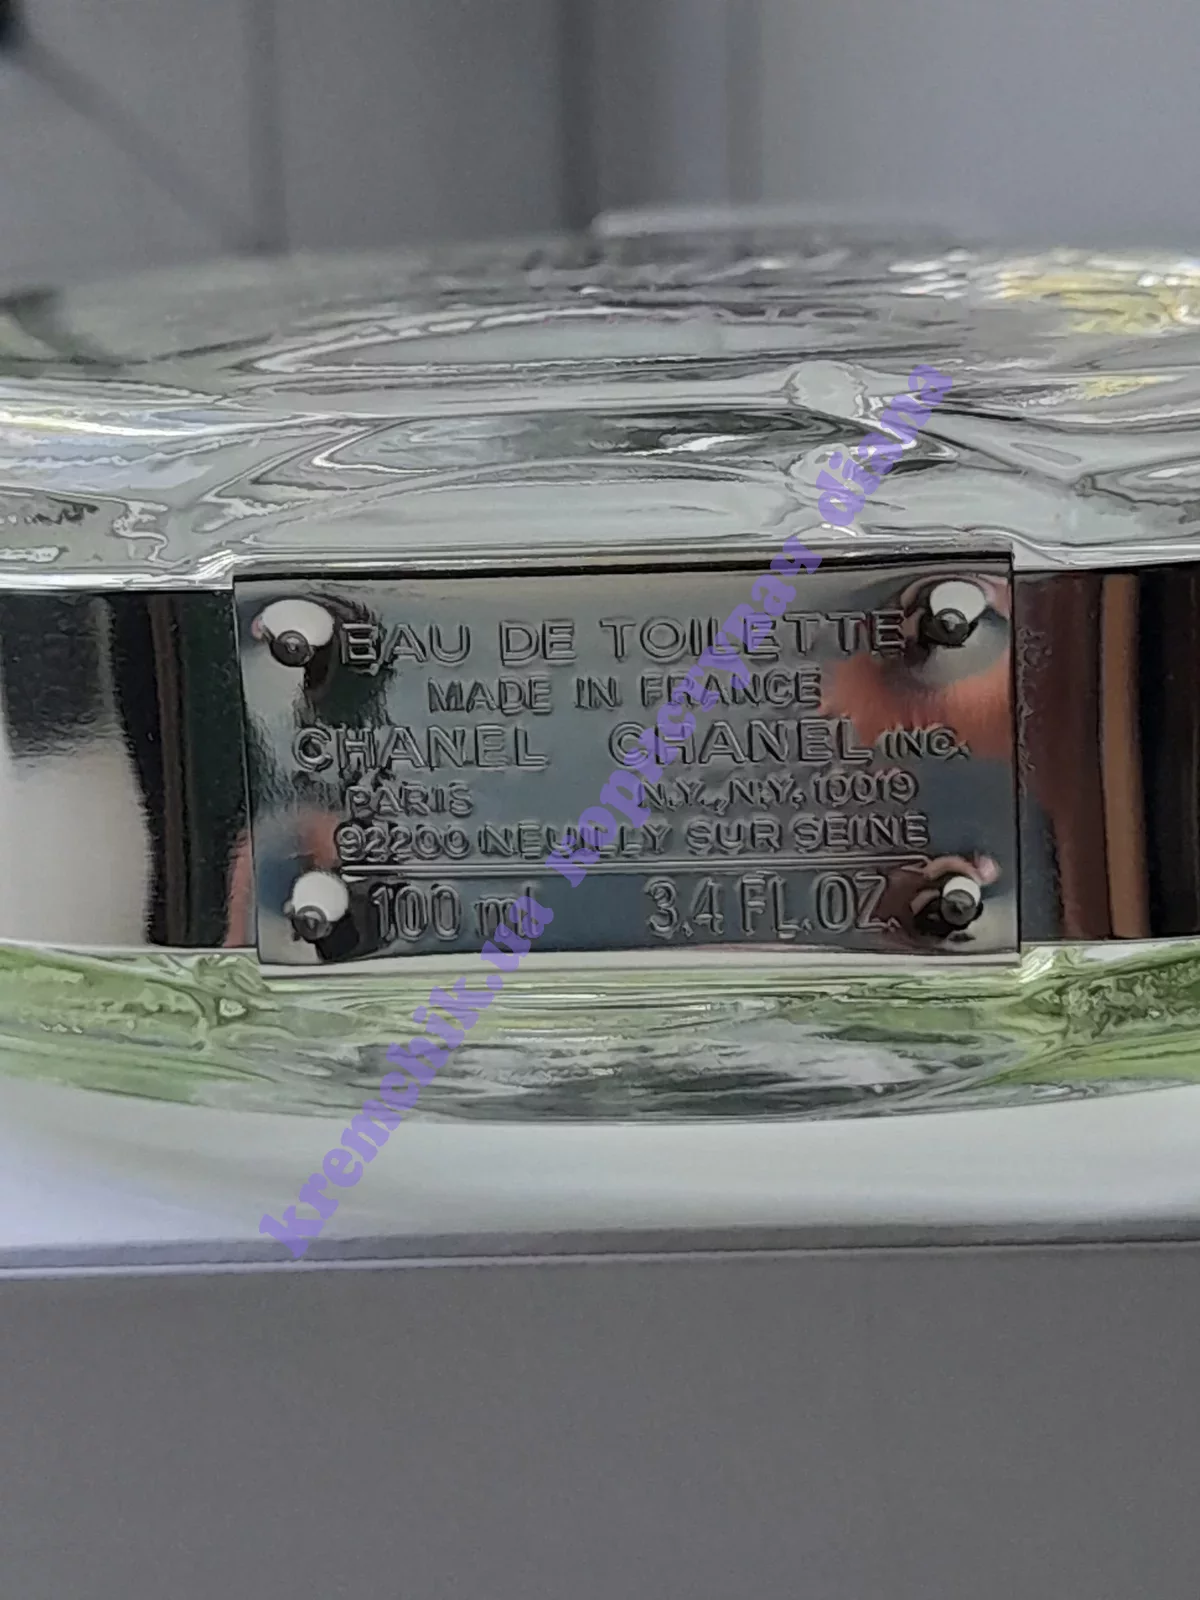 EAU DE TOILETTE
MADE IN FRANCE
CHANEL CHANEL INC.
PARIS N.Y., N.Y. 10019
92200 NEUILLY SUR SEINE
100 ml 3.4 FL.OZ.
kremchik.ua diana